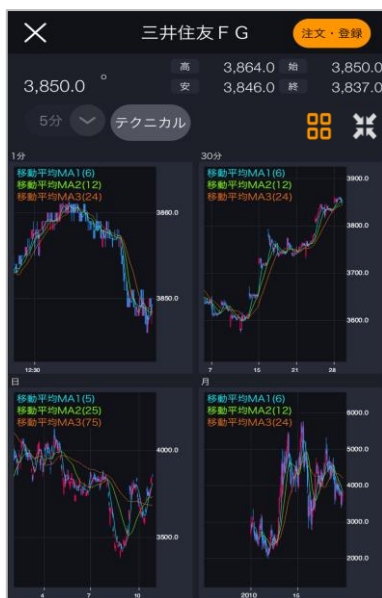 三井住友ＦＧ
注文・登録
高 3,864.0 始 3,850.0
3,850.0
安 3,846.0 終 3,837.0
5分
テクニカル
1分
移動平均MA1(6)
移動平均MA2(12)
移動平均MA3(24)
3860.0
3850.0
12:30
30分
移動平均MA1(6)
移動平均MA2(12)
移動平均MA3(24)
3900.0
3800.0
3700.0
3600.0
7 15 21 28
日
移動平均MA1(5)
移動平均MA2(25)
移動平均MA3(75)
4000.0
3500.0
4 7 10
月
移動平均MA1(6)
移動平均MA2(12)
移動平均MA3(24)
6000.0
5000.0
4000.0
3000.0
2000.0
2010